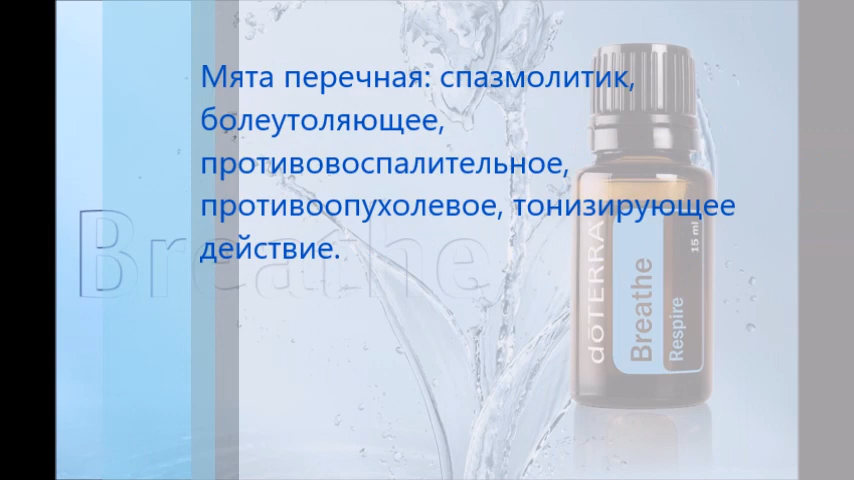 Мята перечная: спазмолитик,
болеутоляющее,
противовоспалительное,
противоопухолевое, тонизирующее
действие.
Breathe
dōTERRA
Breathe
Respire
15 ml